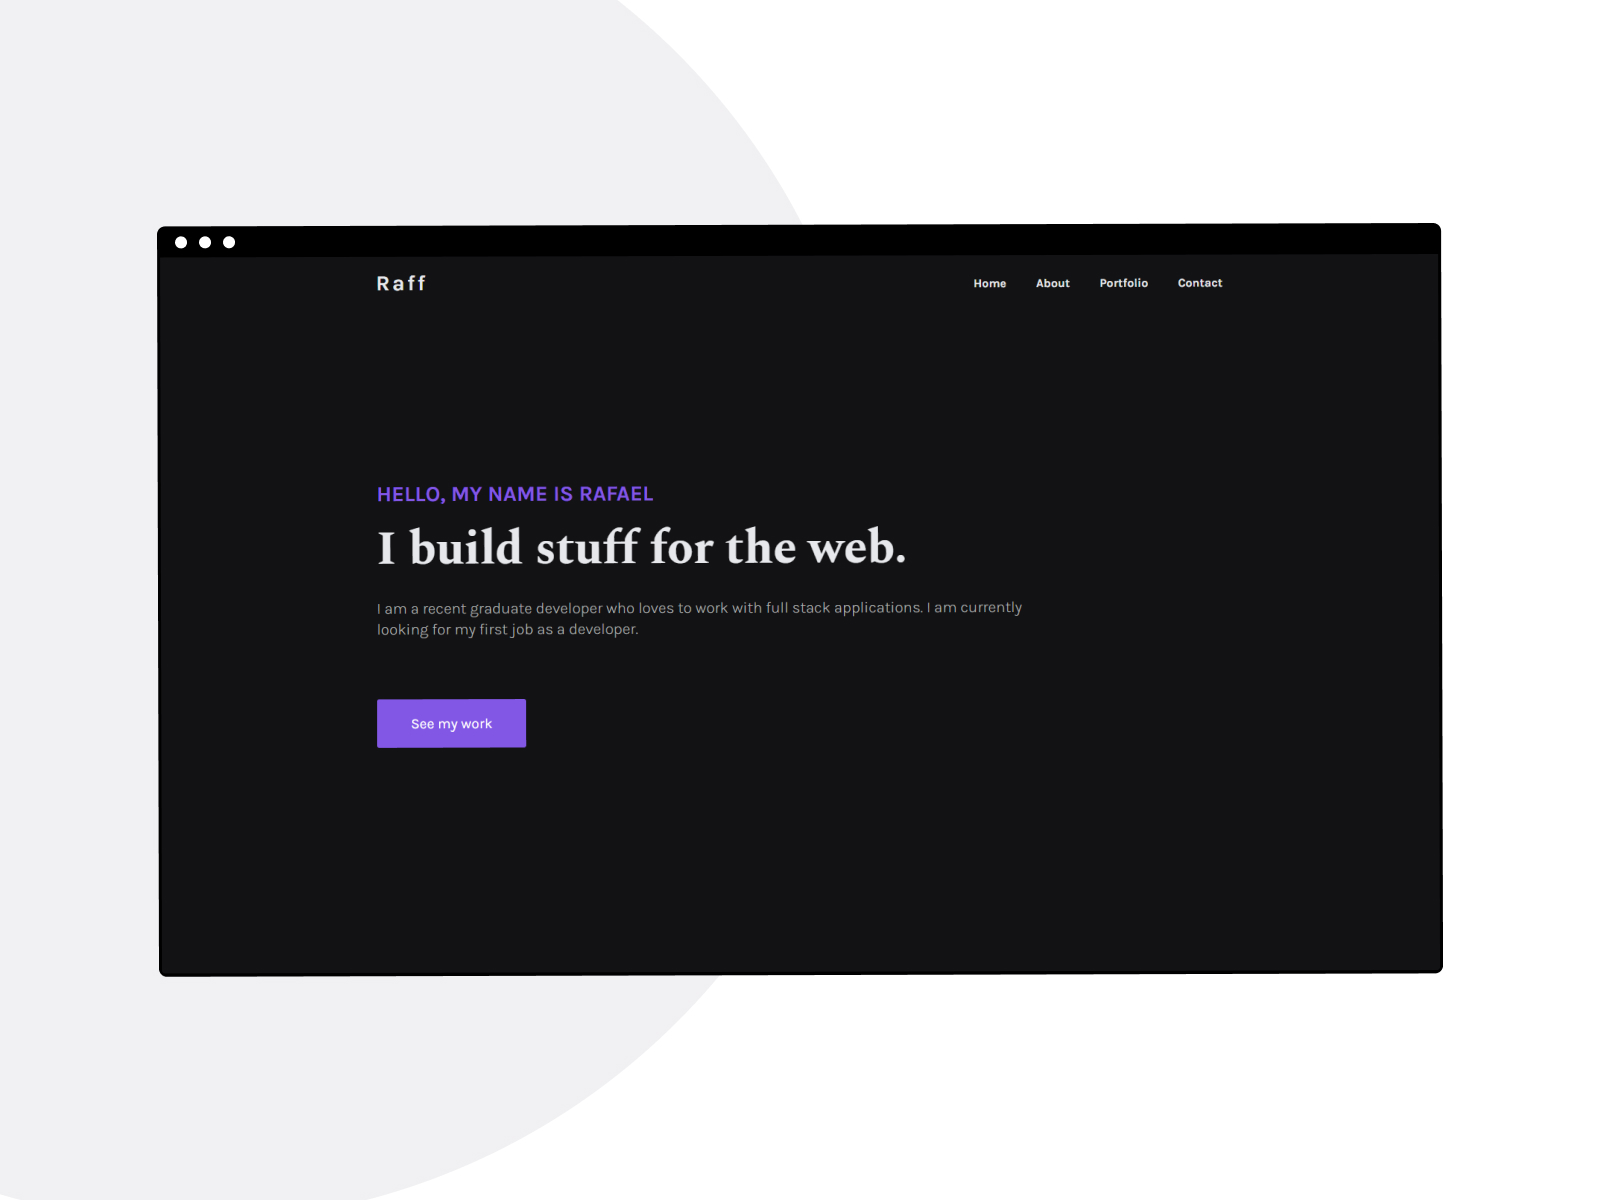 Raff
Home About Portfolio Contact
HELLO, MY NAME IS RAFAEL
I build stuff for the web.
I am a recent graduate developer who loves to work with full stack applications. I am currently
looking for my first job as a developer.
See my work